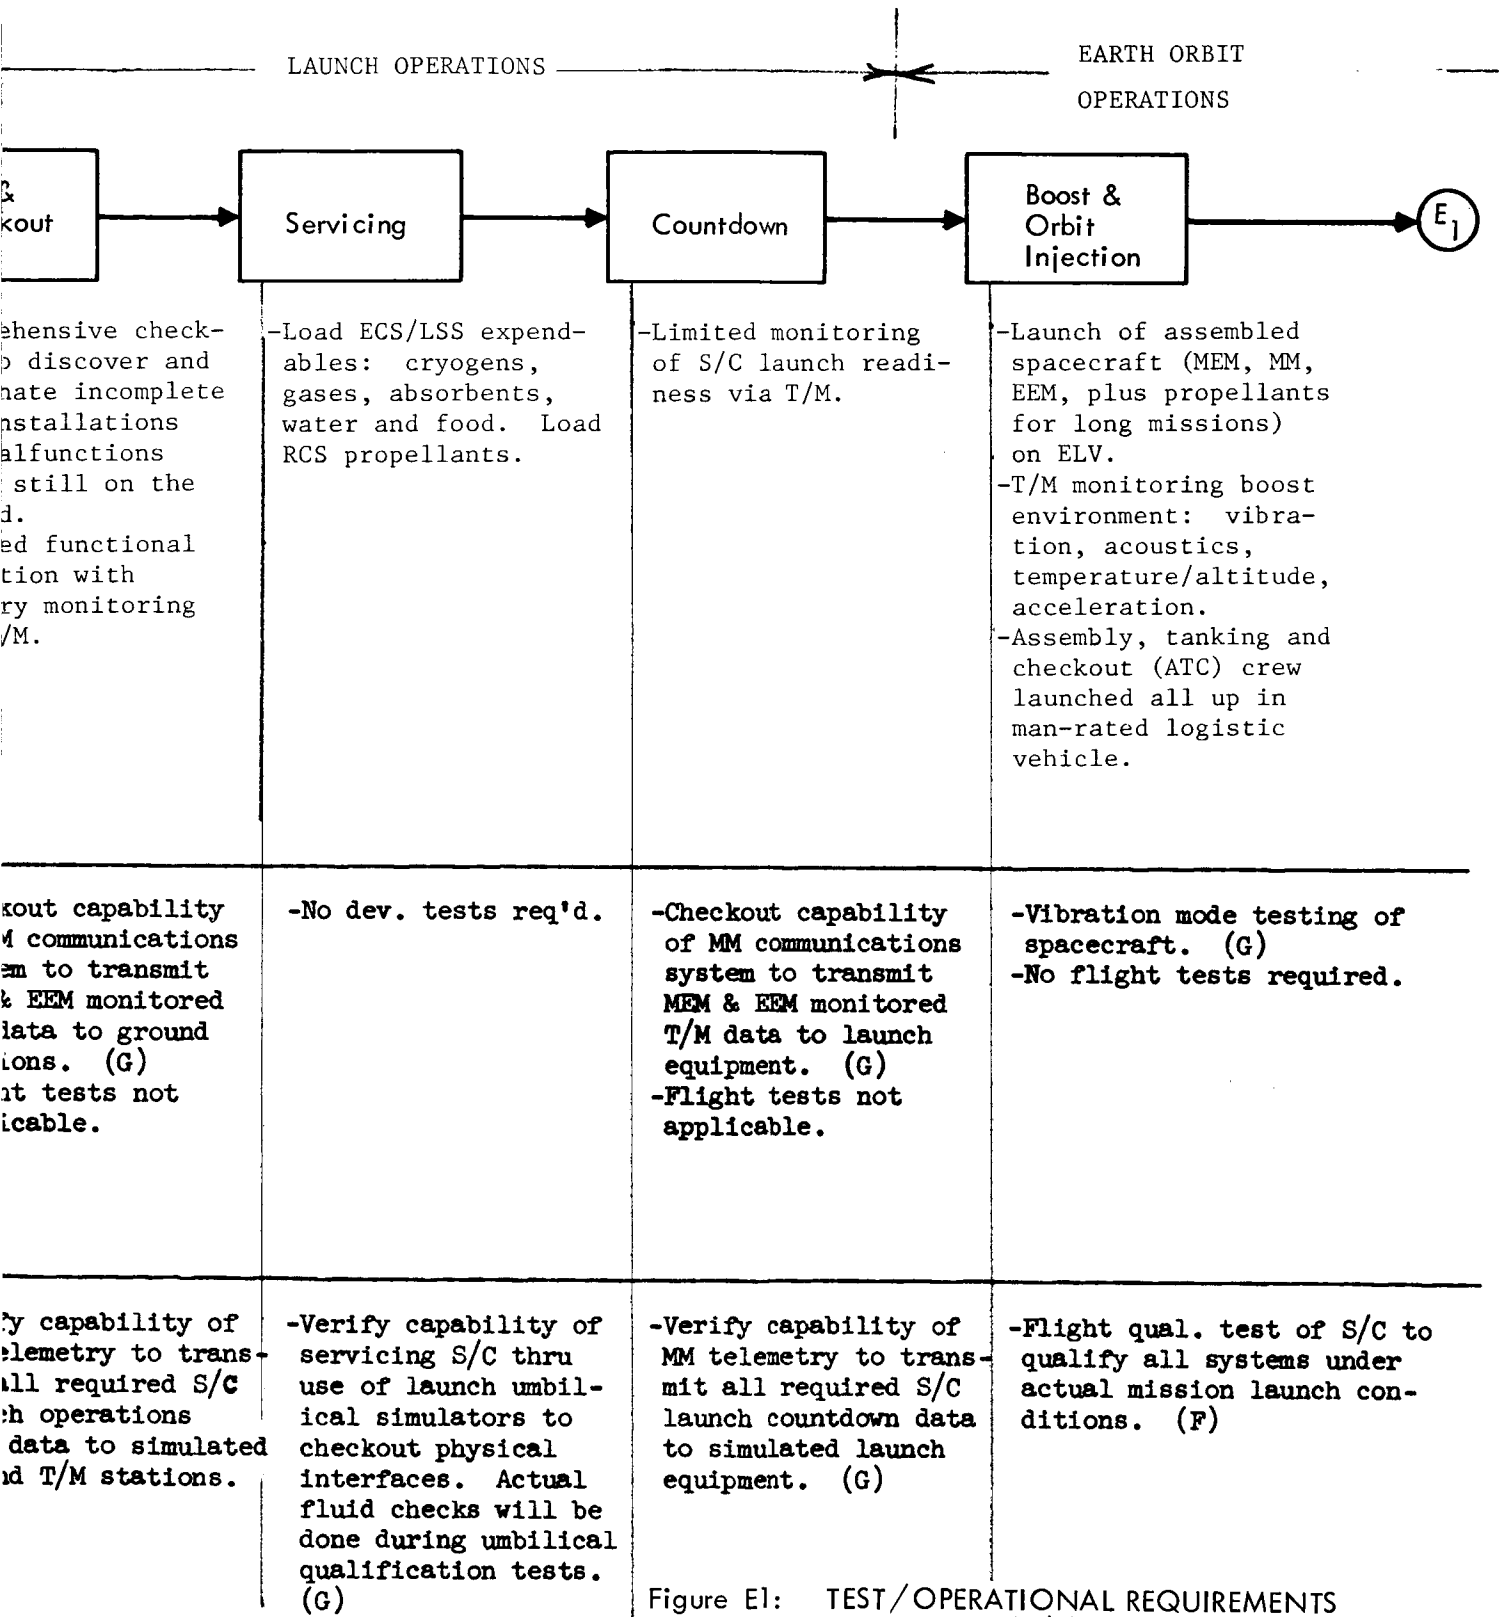 LAUNCH OPERATIONS
EARTH ORBIT
OPERATIONS
&
kout
Servicing
Countdown
Boost &
Orbit
Injection
E1
ehensive check-
o discover and
nate incomplete
nstallations
alfunctions
still on the
d.
ed functional
tion with
ry monitoring
/M.
-Load ECS/LSS expend-
ables: cryogens,
gases, absorbents,
water and food. Load
RCS propellants.
-Limited monitoring
of S/C launch readi-
ness via T/M.
-Launch of assembled
spacecraft (MEM, MM,
EEM, plus propellants
for long missions)
on ELV.
-T/M monitoring boost
environment: vibra-
tion, acoustics,
temperature/altitude,
acceleration.
-Assembly, tanking and
checkout (ATC) crew
launched all up in
man-rated logistic
vehicle.
kout capability
M communications
em to transmit
& EEM monitored
data to ground
ions. (G)
ht tests not
icable.
-No dev. tests req'd.
-Checkout capability
of MM communications
system to transmit
MEM & EEM monitored
T/M data to launch
equipment. (G)
-Flight tests not
applicable.
-Vibration mode testing of
spacecraft. (G)
-No flight tests required.
fy capability of
elemetry to trans-
all required S/C
ch operations
data to simulated
nd T/M stations.
-Verify capability of
servicing S/C thru
use of launch umbil-
ical simulators to
checkout physical
interfaces. Actual
fluid checks will be
done during umbilical
qualification tests.
(G)
-Verify capability of
MM telemetry to trans-
mit all required S/C
launch countdown data
to simulated launch
equipment. (G)
-Flight qual. test of S/C to
qualify all systems under
actual mission launch con-
ditions. (F)
Figure E1: TEST/OPERATIONAL REQUIREMENTS